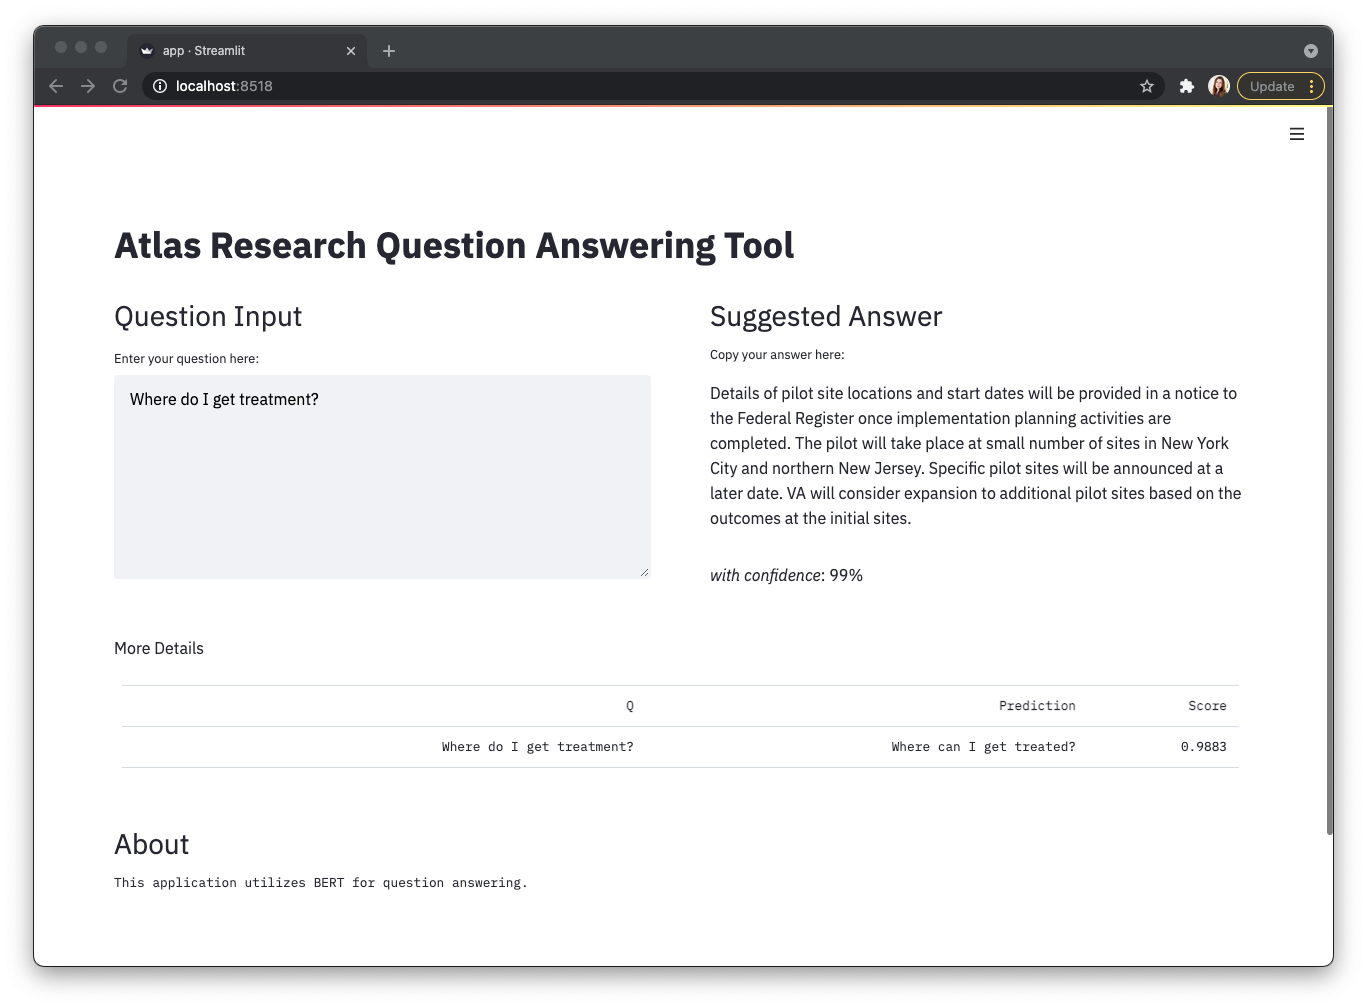 app · Streamlit
localhost:8518
Update
Atlas Research Question Answering Tool
Question Input
Enter your question here:
Where do I get treatment?
Suggested Answer
Copy your answer here:
Details of pilot site locations and start dates will be provided in a notice to
the Federal Register once implementation planning activities are
completed. The pilot will take place at small number of sites in New York
City and northern New Jersey. Specific pilot sites will be announced at a
later date. VA will consider expansion to additional pilot sites based on the
outcomes at the initial sites.
with confidence: 99%
More Details
Q Prediction Score
Where do I get treatment? Where can I get treated? 0.9883
About
This application utilizes BERT for question answering.